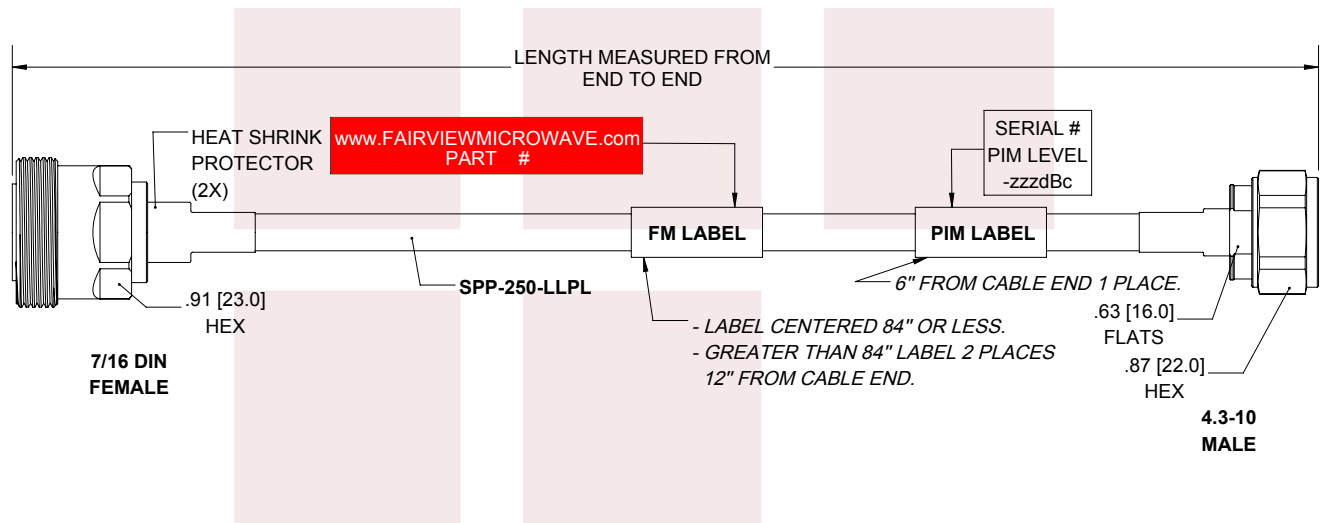 LENGTH MEASURED FROM
END TO END
HEAT SHRINK
PROTECTOR
(2X)
www.FAIRVIEWMICROWAVE.com
PART #
SERIAL #
PIM LEVEL
-zzzdBc
FM LABEL
PIM LABEL
SPP-250-LLPL
6" FROM CABLE END 1 PLACE.
.91 [23.0]
HEX
- LABEL CENTERED 84" OR LESS.
- GREATER THAN 84" LABEL 2 PLACES
12" FROM CABLE END.
.63 [16.0]
FLATS
.87 [22.0]
HEX
7/16 DIN
FEMALE
4.3-10
MALE